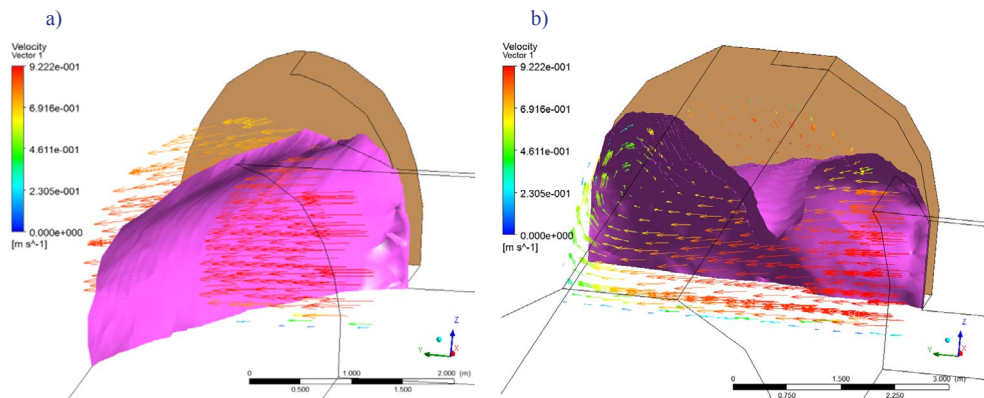 a)
Velocity
Vector 1
9.222e-001
6.916e-001
4.611e-001
2.305e-001
0.000e+000
[m s^-1]
Z
Y
X
0
1.000
2.000 (m)
0.500
1.500
b)
Velocity
Vector 1
9.222e-001
6.916e-001
4.611e-001
2.305e-001
0.000e+000
[m s^-1]
Z
Y
X
0
1.500
3.000 (m)
0.750
2.250